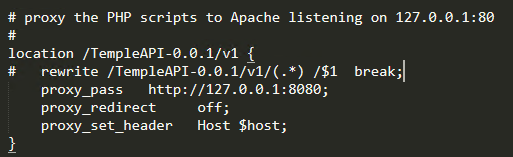 # proxy the PHP scripts to Apache listening on 127.0.0.1:80
#
location /TempleAPI-0.0.1/v1 {
#   rewrite /TempleAPI-0.0.1/v1/(.*) /$1  break;
    proxy_pass   http://127.0.0.1:8080;
    proxy_redirect     off;
    proxy_set_header   Host $host;
}